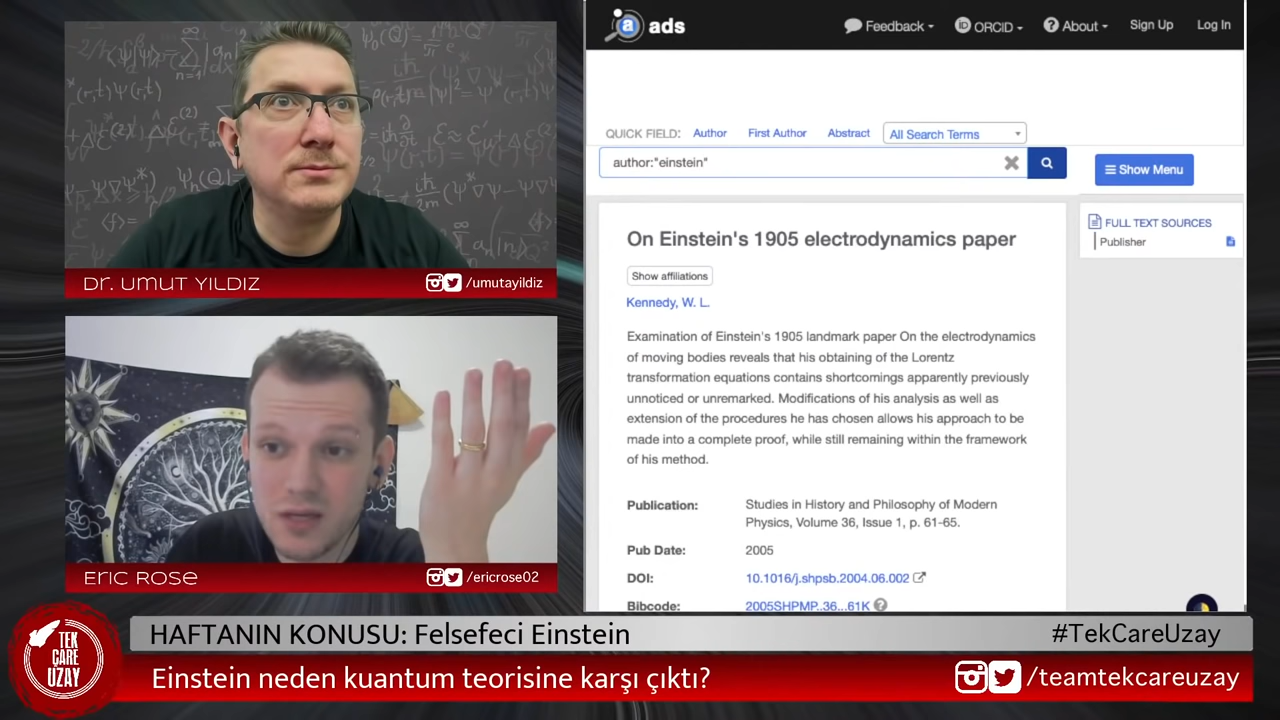 DR. UMUT YILDIZ
/umutayildiz
ERIC ROSE
/ericrose02
a ads
Feedback
iD ORCID
About
Sign Up
Log In
QUICK FIELD: Author First Author Abstract All Search Terms
author:"einstein"
Show Menu
On Einstein's 1905 electrodynamics paper
Show affiliations
Kennedy, W. L.
Examination of Einstein's 1905 landmark paper On the electrodynamics
of moving bodies reveals that his obtaining of the Lorentz
transformation equations contains shortcomings apparently previously
unnoticed or unremarked. Modifications of his analysis as well as
extension of the procedures he has chosen allows his approach to be
made into a complete proof, while still remaining within the framework
of his method.
Publication: Studies in History and Philosophy of Modern
Physics, Volume 36, Issue 1, p. 61-65.
Pub Date: 2005
DOI: 10.1016/j.shpsb.2004.06.002
Bibcode: 2005SHPMP..36...61K
FULL TEXT SOURCES
Publisher
TEK
ÇARE
UZAY
HAFTANIN KONUSU: Felsefeci Einstein
#TekCareUzay
Einstein neden kuantum teorisine karşı çıktı?
/teamtekcareuzay